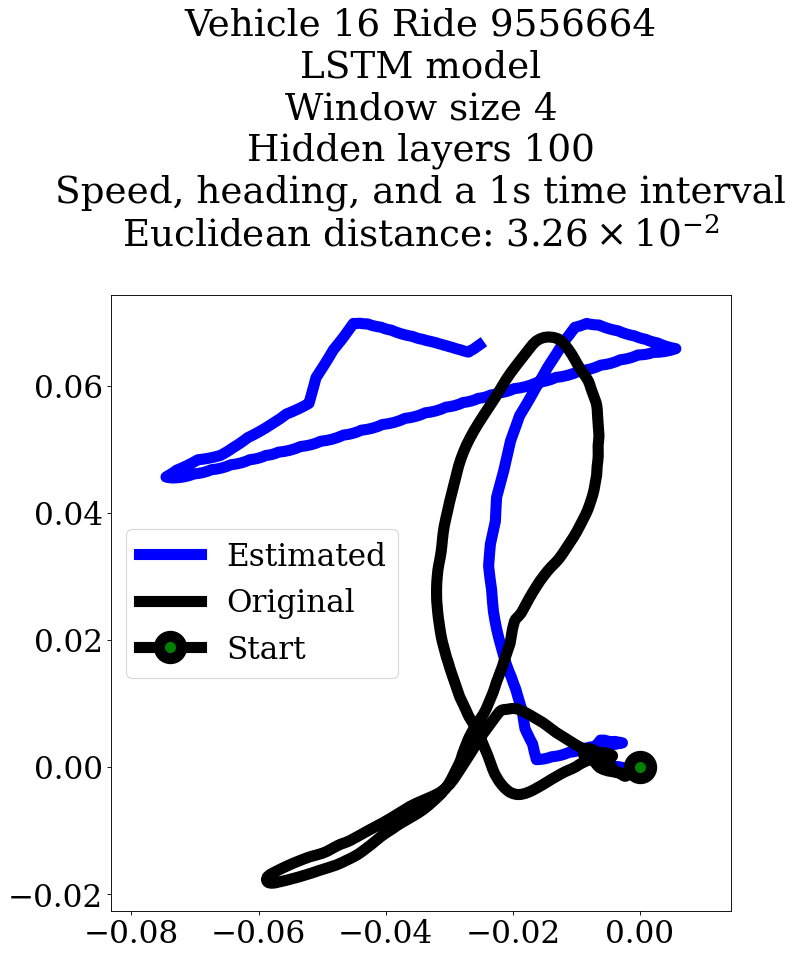 Vehicle 16 Ride 9556664
LSTM model
Window size 4
Hidden layers 100
Speed, heading, and a 1s time interval
Euclidean distance: 3.26 × 10⁻²
0.06
0.04
0.02
0.00
−0.02
Estimated
Original
Start
−0.08 −0.06 −0.04 −0.02 0.00